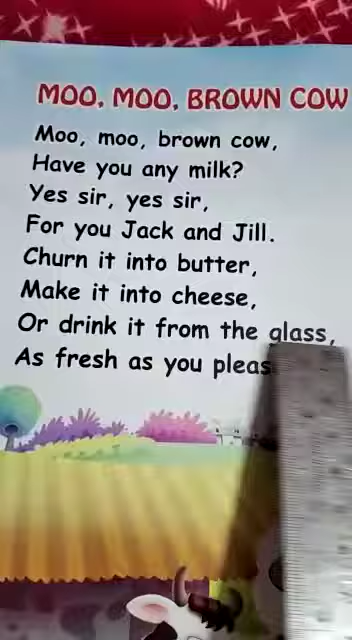 MOO, MOO, BROWN COW
Moo, moo, brown cow,
Have you any milk?
Yes sir, yes sir,
For you Jack and Jill.
Churn it into butter,
Make it into cheese,
Or drink it from the glass,
As fresh as you pleas